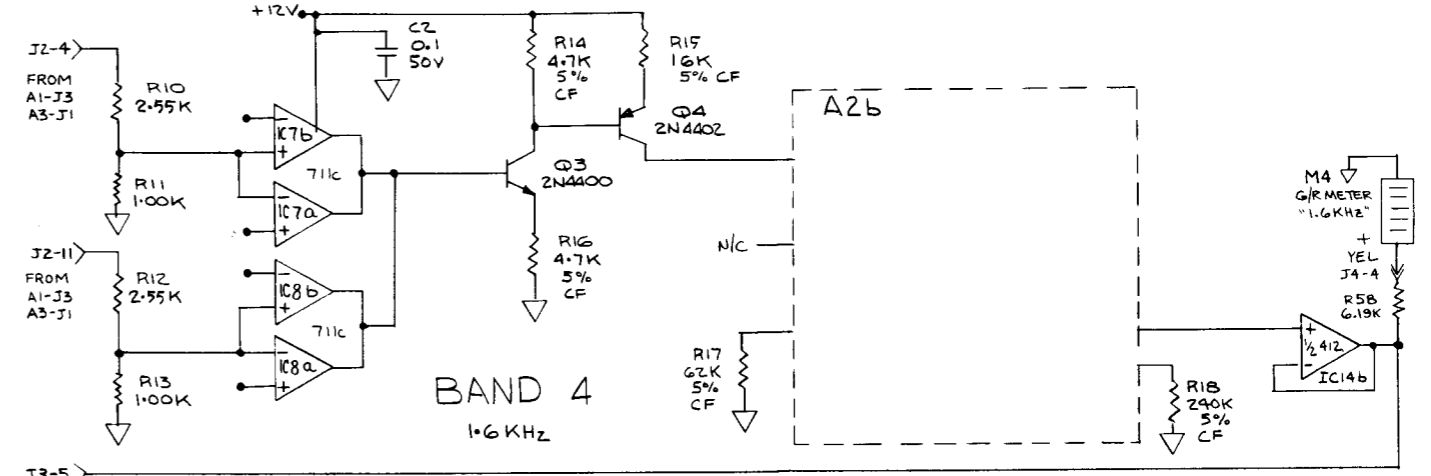 +12V
J2-4
FROM
A1-J3
A3-J1
R10
2.55K
R11
1.00K
C2
0.1
50V
IC7b
-
+
711c
IC7a
-
+
R14
4.7K
5%
CF
R15
16K
5% CF
Q4
2N4402
Q3
2N4400
R16
4.7K
5%
CF
J2-11
FROM
A1-J3
A3-J1
R12
2.55K
R13
1.00K
IC8b
-
+
711c
IC8a
-
+
BAND 4
1.6 KHz
A2b
N/C
R17
62K
5%
CF
R18
240K
5%
CF
M4
G/R METER
"1.6KHz"
+
YEL
J4-4
R58
6.19K
+
1/2 412
-
IC14b
J3-5